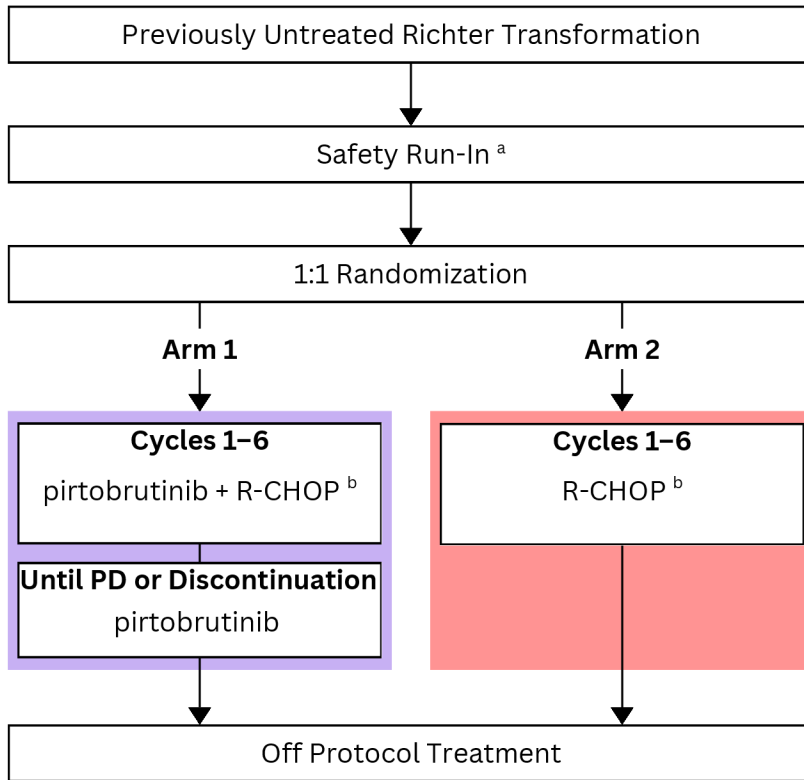 Previously Untreated Richter Transformation
Safety Run-In ᵃ
1:1 Randomization
Arm 1
Arm 2
Cycles 1–6
pirtobrutinib + R-CHOP ᵇ
Cycles 1–6
R-CHOP ᵇ
Until PD or Discontinuation
pirtobrutinib
Off Protocol Treatment